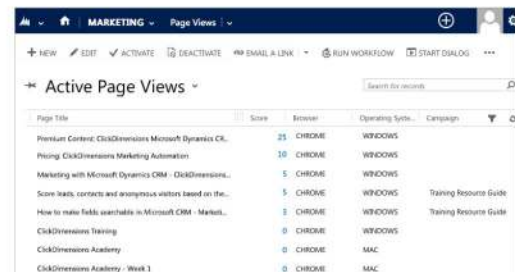 MARKETING Page Views
NEW EDIT ACTIVATE DEACTIVATE EMAIL A LINK RUN WORKFLOW START DIALOG ...
Active Page Views
Search for records
Page Title Score Browser Operating Syste... Campaign
Premium Content: ClickDimensions Microsoft Dynamics CR... 25 CHROME WINDOWS
Pricing: ClickDimensions Marketing Automation 10 CHROME WINDOWS
Marketing with Microsoft Dynamics CRM - ClickDimensions... 5 CHROME WINDOWS
Score leads, contacts and anonymous visitors based on the... 5 CHROME WINDOWS Training Resource Guide
How to make fields searchable in Microsoft CRM - Marketi... 3 CHROME WINDOWS Training Resource Guide
ClickDimensions Training 0 CHROME WINDOWS
ClickDimensions Academy 0 CHROME MAC
ClickDimensions Academy - Week 1 0 CHROME MAC